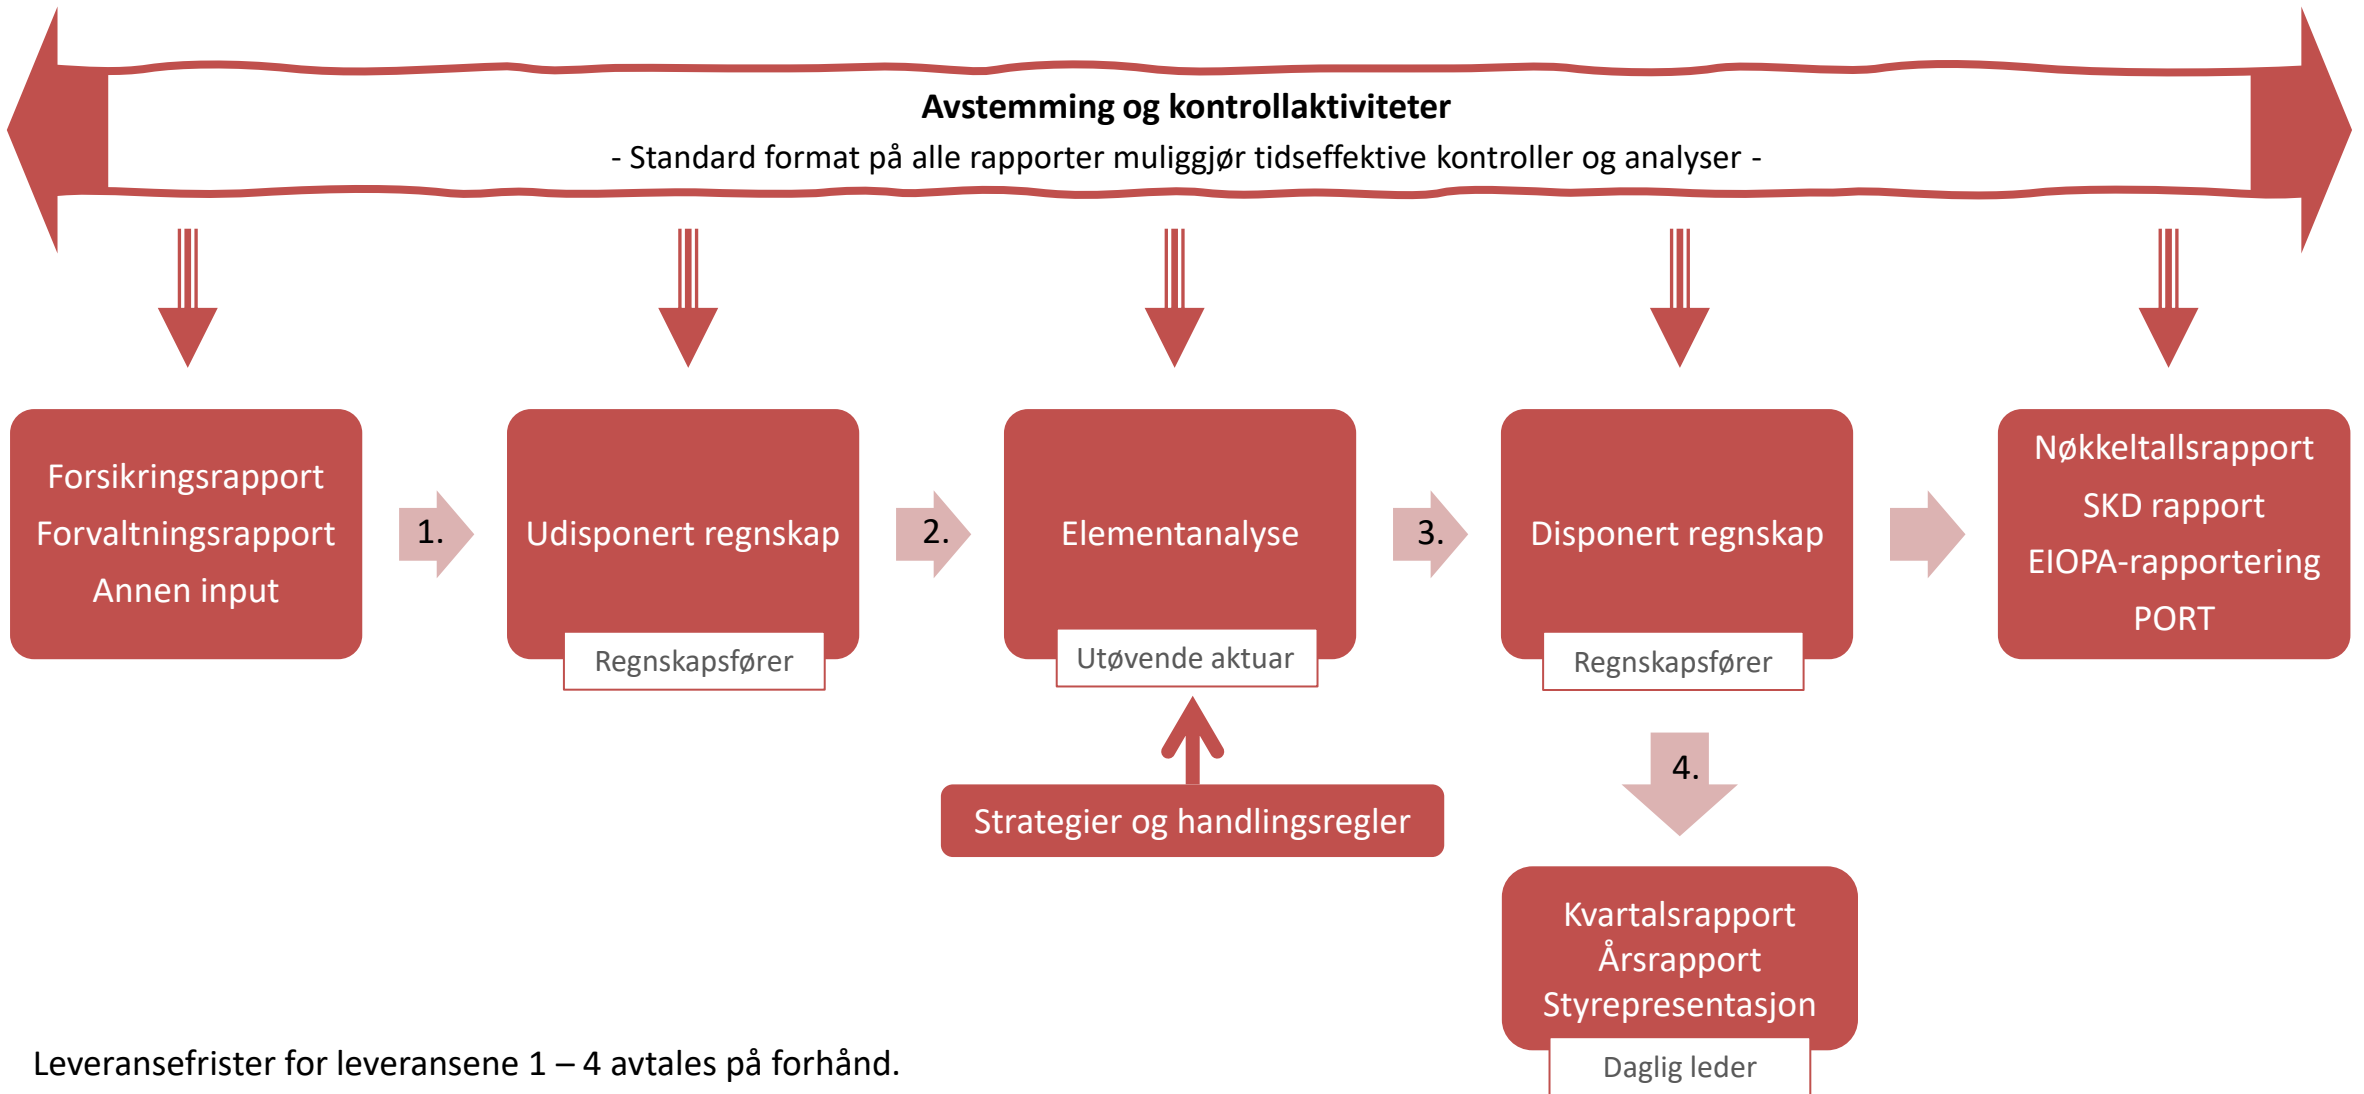 Avstemming og kontrollaktiviteter
- Standard format på alle rapporter muliggjør tidseffektive kontroller og analyser -
Forsikringsrapport
Forvaltningsrapport
Annen input
1.
Udisponert regnskap
Regnskapsfører
2.
Elementanalyse
Utøvende aktuar
3.
Disponert regnskap
Regnskapsfører
Nøkkeltallsrapport
SKD rapport
EIOPA-rapportering
PORT
Strategier og handlingsregler
4.
Kvartalsrapport
Årsrapport
Styrepresentasjon
Daglig leder
Leveransefrister for leveransene 1 – 4 avtales på forhånd.